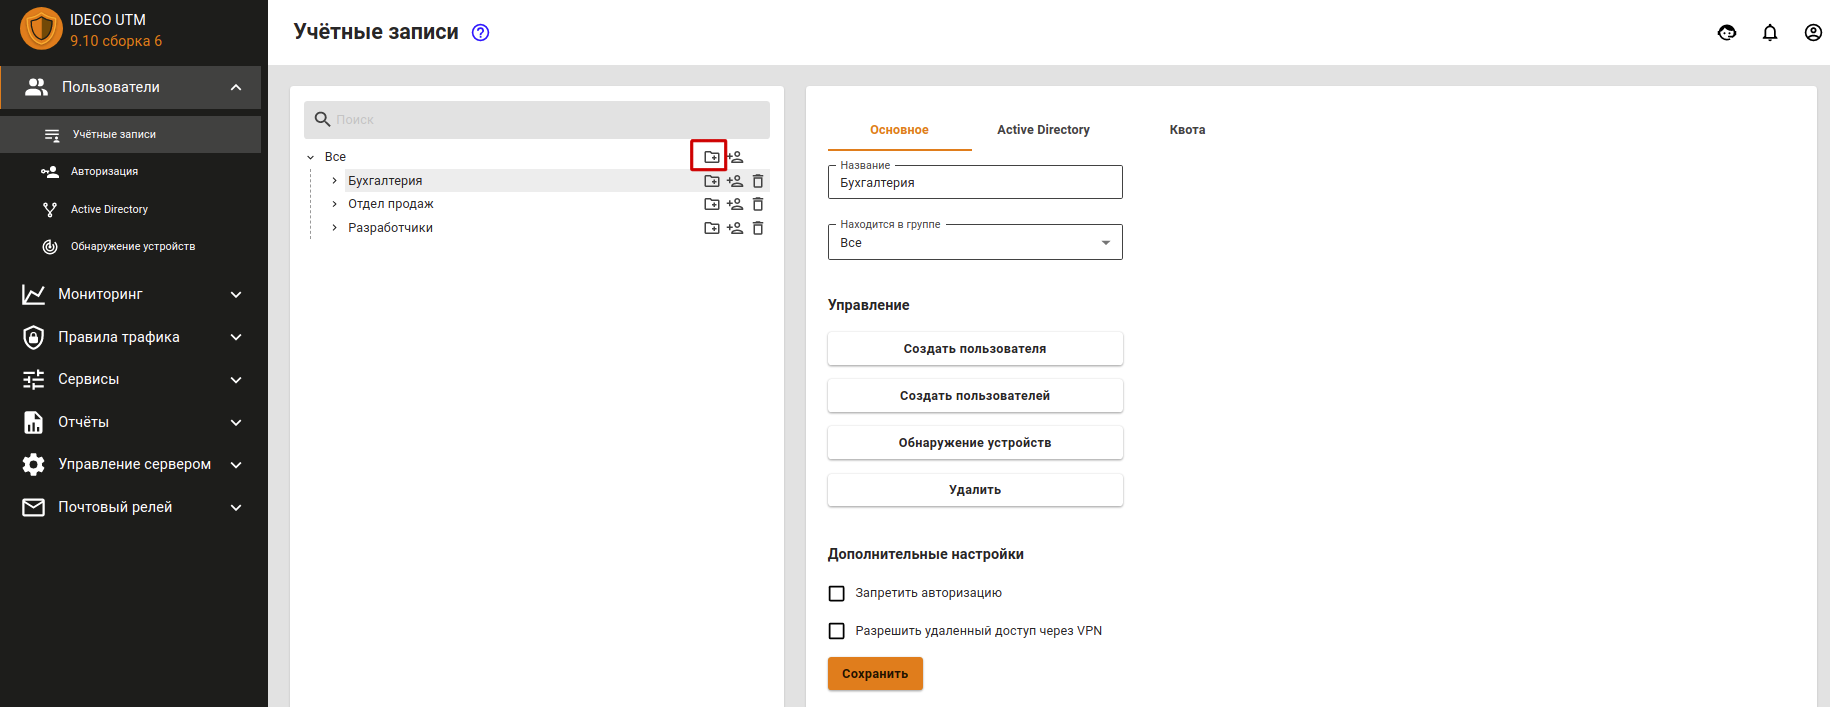 IDECO UTM
9.10 сборка 6
Пользователи
Учётные записи
Авторизация
Active Directory
Обнаружение устройств
Мониторинг
Правила трафика
Сервисы
Отчёты
Управление сервером
Почтовый релей
Учётные записи
Поиск
Все
Бухгалтерия
Отдел продаж
Разработчики
Основное Active Directory Квота
Название
Бухгалтерия
Находится в группе
Все
Управление
Создать пользователя
Создать пользователей
Обнаружение устройств
Удалить
Дополнительные настройки
Запретить авторизацию
Разрешить удаленный доступ через VPN
Сохранить